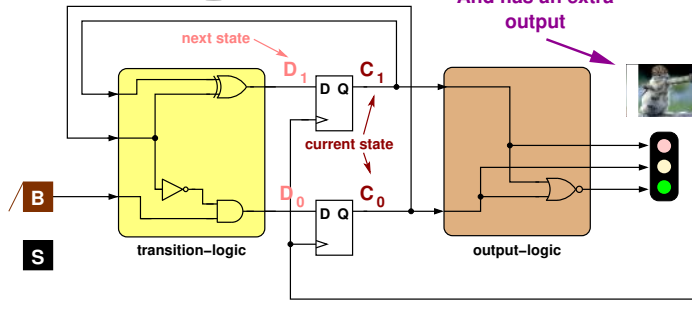 And has an extra
output
next state
D1
C1
D Q
current state
B
D0
C0
D Q
S
transition-logic
output-logic